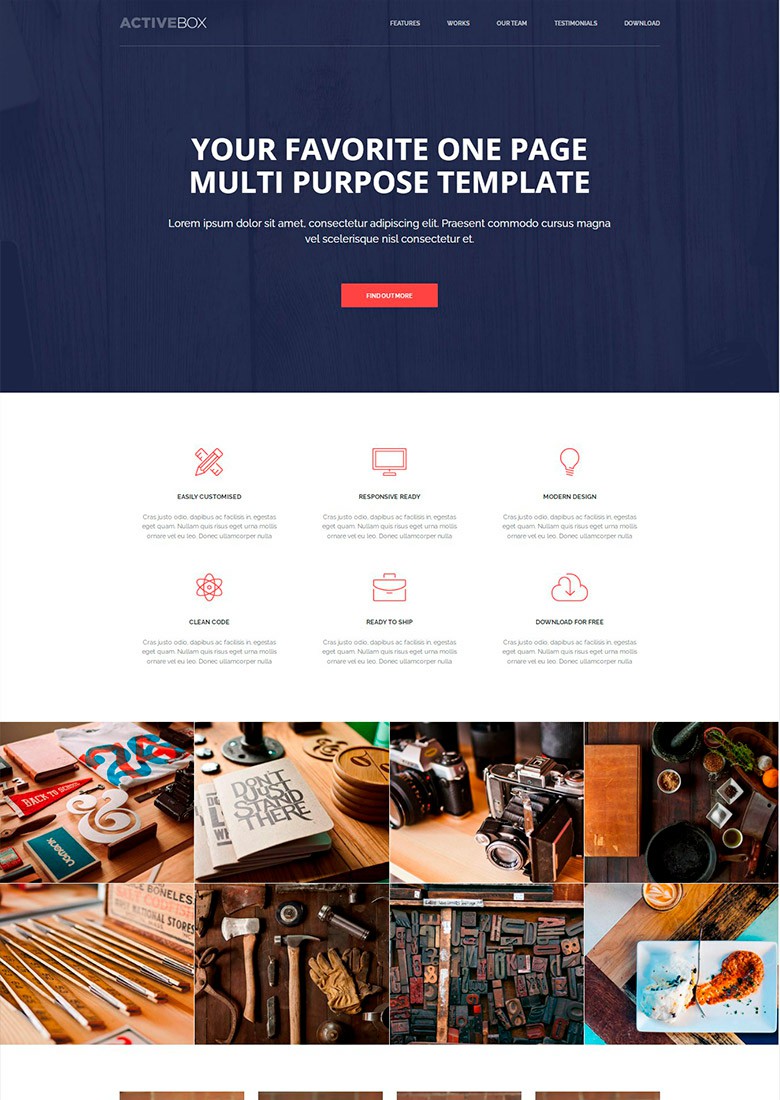 ACTIVEBOX
FEATURES WORKS OUR TEAM TESTIMONIALS DOWNLOAD
YOUR FAVORITE ONE PAGE
MULTI PURPOSE TEMPLATE
Lorem ipsum dolor sit amet, consectetur adipiscing elit. Praesent commodo cursus magna
vel scelerisque nisl consectetur et.
FIND OUT MORE
EASILY CUSTOMISED
Cras justo odio, dapibus ac facilisis in, egestas
eget quam. Nullam quis risus eget urna mollis
ornare vel eu leo. Donec ullamcorper nulla
RESPONSIVE READY
Cras justo odio, dapibus ac facilisis in, egestas
eget quam. Nullam quis risus eget urna mollis
ornare vel eu leo. Donec ullamcorper nulla
MODERN DESIGN
Cras justo odio, dapibus ac facilisis in, egestas
eget quam. Nullam quis risus eget urna mollis
ornare vel eu leo. Donec ullamcorper nulla
CLEAN CODE
Cras justo odio, dapibus ac facilisis in, egestas
eget quam. Nullam quis risus eget urna mollis
ornare vel eu leo. Donec ullamcorper nulla
READY TO SHIP
Cras justo odio, dapibus ac facilisis in, egestas
eget quam. Nullam quis risus eget urna mollis
ornare vel eu leo. Donec ullamcorper nulla
DOWNLOAD FOR FREE
Cras justo odio, dapibus ac facilisis in, egestas
eget quam. Nullam quis risus eget urna mollis
ornare vel eu leo. Donec ullamcorper nulla
BACK TO SCHOOL
&
UGMONK
DON'T
JUST
STAND
THERE
BONELESS
NATIONAL STORES